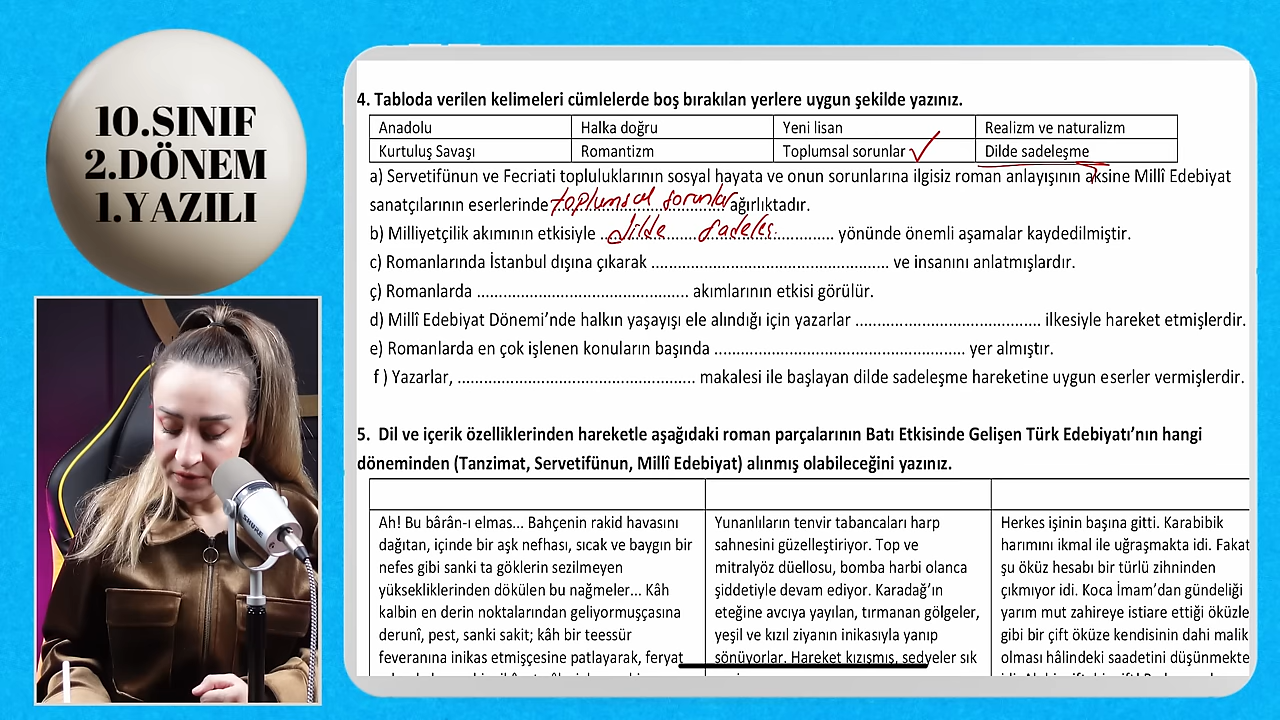 10.SINIF
2.DÖNEM
1.YAZILI
4. Tabloda verilen kelimeleri cümlelerde boş bırakılan yerlere uygun şekilde yazınız.
Anadolu Halka doğru Yeni lisan Realizm ve naturalizm
Kurtuluş Savaşı Romantizm Toplumsal sorunlar Dilde sadeleşme
a) Servetifünun ve Fecriati topluluklarının sosyal hayata ve onun sorunlarına ilgisiz roman anlayışının aksine Millî Edebiyat
sanatçılarının eserlerinde toplumsal sorunlar ağırlıktadır.
b) Milliyetçilik akımının etkisiyle ... dilde sadeleş. ............. yönünde önemli aşamalar kaydedilmiştir.
c) Romanlarında İstanbul dışına çıkarak ................................................ ve insanını anlatmışlardır.
ç) Romanlarda ........................................... akımlarının etkisi görülür.
d) Millî Edebiyat Dönemi’nde halkın yaşayışı ele alındığı için yazarlar ...................................... ilkesiyle hareket etmişlerdir.
e) Romanlarda en çok işlenen konuların başında ................................................... yer almıştır.
f ) Yazarlar, ................................................ makalesi ile başlayan dilde sadeleşme hareketine uygun eserler vermişlerdir.
5. Dil ve içerik özelliklerinden hareketle aşağıdaki roman parçalarının Batı Etkisinde Gelişen Türk Edebiyatı’nın hangi
döneminden (Tanzimat, Servetifünun, Millî Edebiyat) alınmış olabileceğini yazınız.
Ah! Bu bârân-ı elmas... Bahçenin rakid havasını
dağıtan, içinde bir aşk nefhası, sıcak ve baygın bir
nefes gibi sanki ta göklerin sezilmeyen
yüksekliklerinden dökülen bu nağmeler... Kâh
kalbin en derin noktalarından geliyormuşçasına
derunî, pest, sanki sakit; kâh bir teessür
feveranına inikas etmişçesine patlayarak, feryat
Yunanlıların tenvir tabancaları harp
sahnesini güzelleştiriyor. Top ve
mitralyöz düellosu, bomba harbi olanca
şiddetiyle devam ediyor. Karadağ’ın
eteğine avcıya yayılan, tırmanan gölgeler,
yeşil ve kızıl ziyanın inikasıyla yanıp
sönüyorlar. Hareket kızışmış, sedyeler sık
Herkes işinin başına gitti. Karabibik
harımını ikmal ile uğraşmakta idi. Fakat
şu öküz hesabı bir türlü zihninden
çıkmıyor idi. Koca İmam’dan gündeliği
yarım mut zahireye istiare ettiği öküzle
gibi bir çift öküze kendisinin dahi malik
olması hâlindeki saadetini düşünmekte
SHURE